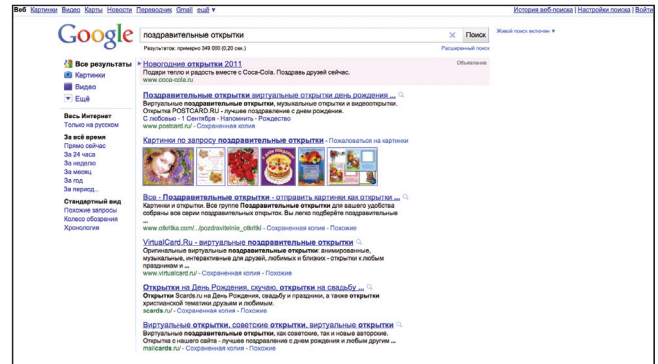 Веб Картинки Видео Карты Новости Переводчик Gmail ещё ▼
История веб-поиска | Настройки поиска | Войти
Google
поздравительные открытки
× Поиск
Живой поиск включен ▼
Результатов: примерно 349 000 (0,20 сек.)
Расширенный поиск
Все результаты
Картинки
Видео
Ещё
Весь Интернет
Только на русском
За всё время
Прямо сейчас
За 24 часа
За неделю
За месяц
За год
За период...
Стандартный вид
Похожие запросы
Колесо обозрения
Хронология
Новогодние открытки 2011
Объявление
Подари тепло и радость вместе с Coca-Cola. Поздравь друзей сейчас.
www.coca-cola.ru
Поздравительные открытки виртуальные открытки день рождения ...
Виртуальные поздравительные открытки, музыкальные открытки и видеооткрытки.
Открытка POSTCARD.RU - лучшее поздравление с днем рождения.
С любовью - 1 Сентября - Напомнить - Рождество
www.postcard.ru/ - Сохраненная копия
Картинки по запросу поздравительные открытки - Пожаловаться на картинки
Все - Поздравительные открытки - отправить картинки как открытки ...
Картинки и открытки. Все группе Поздравительные открытки для вашего удобства
собраны все серии поздравительных открыток. Вы легко подберёте поздравительные
...
www.otkritka.com/.../pozdravitelnie_otkritki - Сохраненная копия - Похожие
VirtualCard.Ru - виртуальные поздравительные открытки
Оригинальные виртуальные поздравительные открытки: анимированные,
музыкальные, интерактивные для друзей, любимых и близких - открытки к любым
праздникам и ...
www.virtualcard.ru/ - Сохраненная копия - Похожие
Открытки на День Рождения, скучаю, открытки на свадьбу ...
Открытки Scards.ru на День Рождения, свадьбу и праздники, а также открытки
христианской тематики друзьям и любимым.
scards.ru/ - Сохраненная копия - Похожие
Виртуальные открытки, советские открытки, виртуальные открытки
Виртуальные поздравительные открытки, как советские, так и новые авторские.
Открытка с нашего сайта - лучшее поздравление с днем рождения и любым другим ...
mailcards.ru/ - Сохраненная копия - Похожие